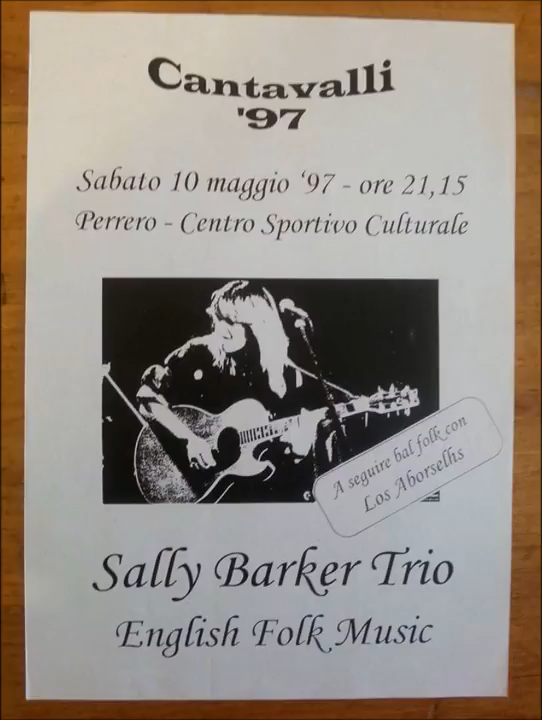 Cantavalli
'97
Sabato 10 maggio '97 - ore 21,15
Perrero - Centro Sportivo Culturale
A seguire bal folk con
Los Aborselhs
Sally Barker Trio
English Folk Music